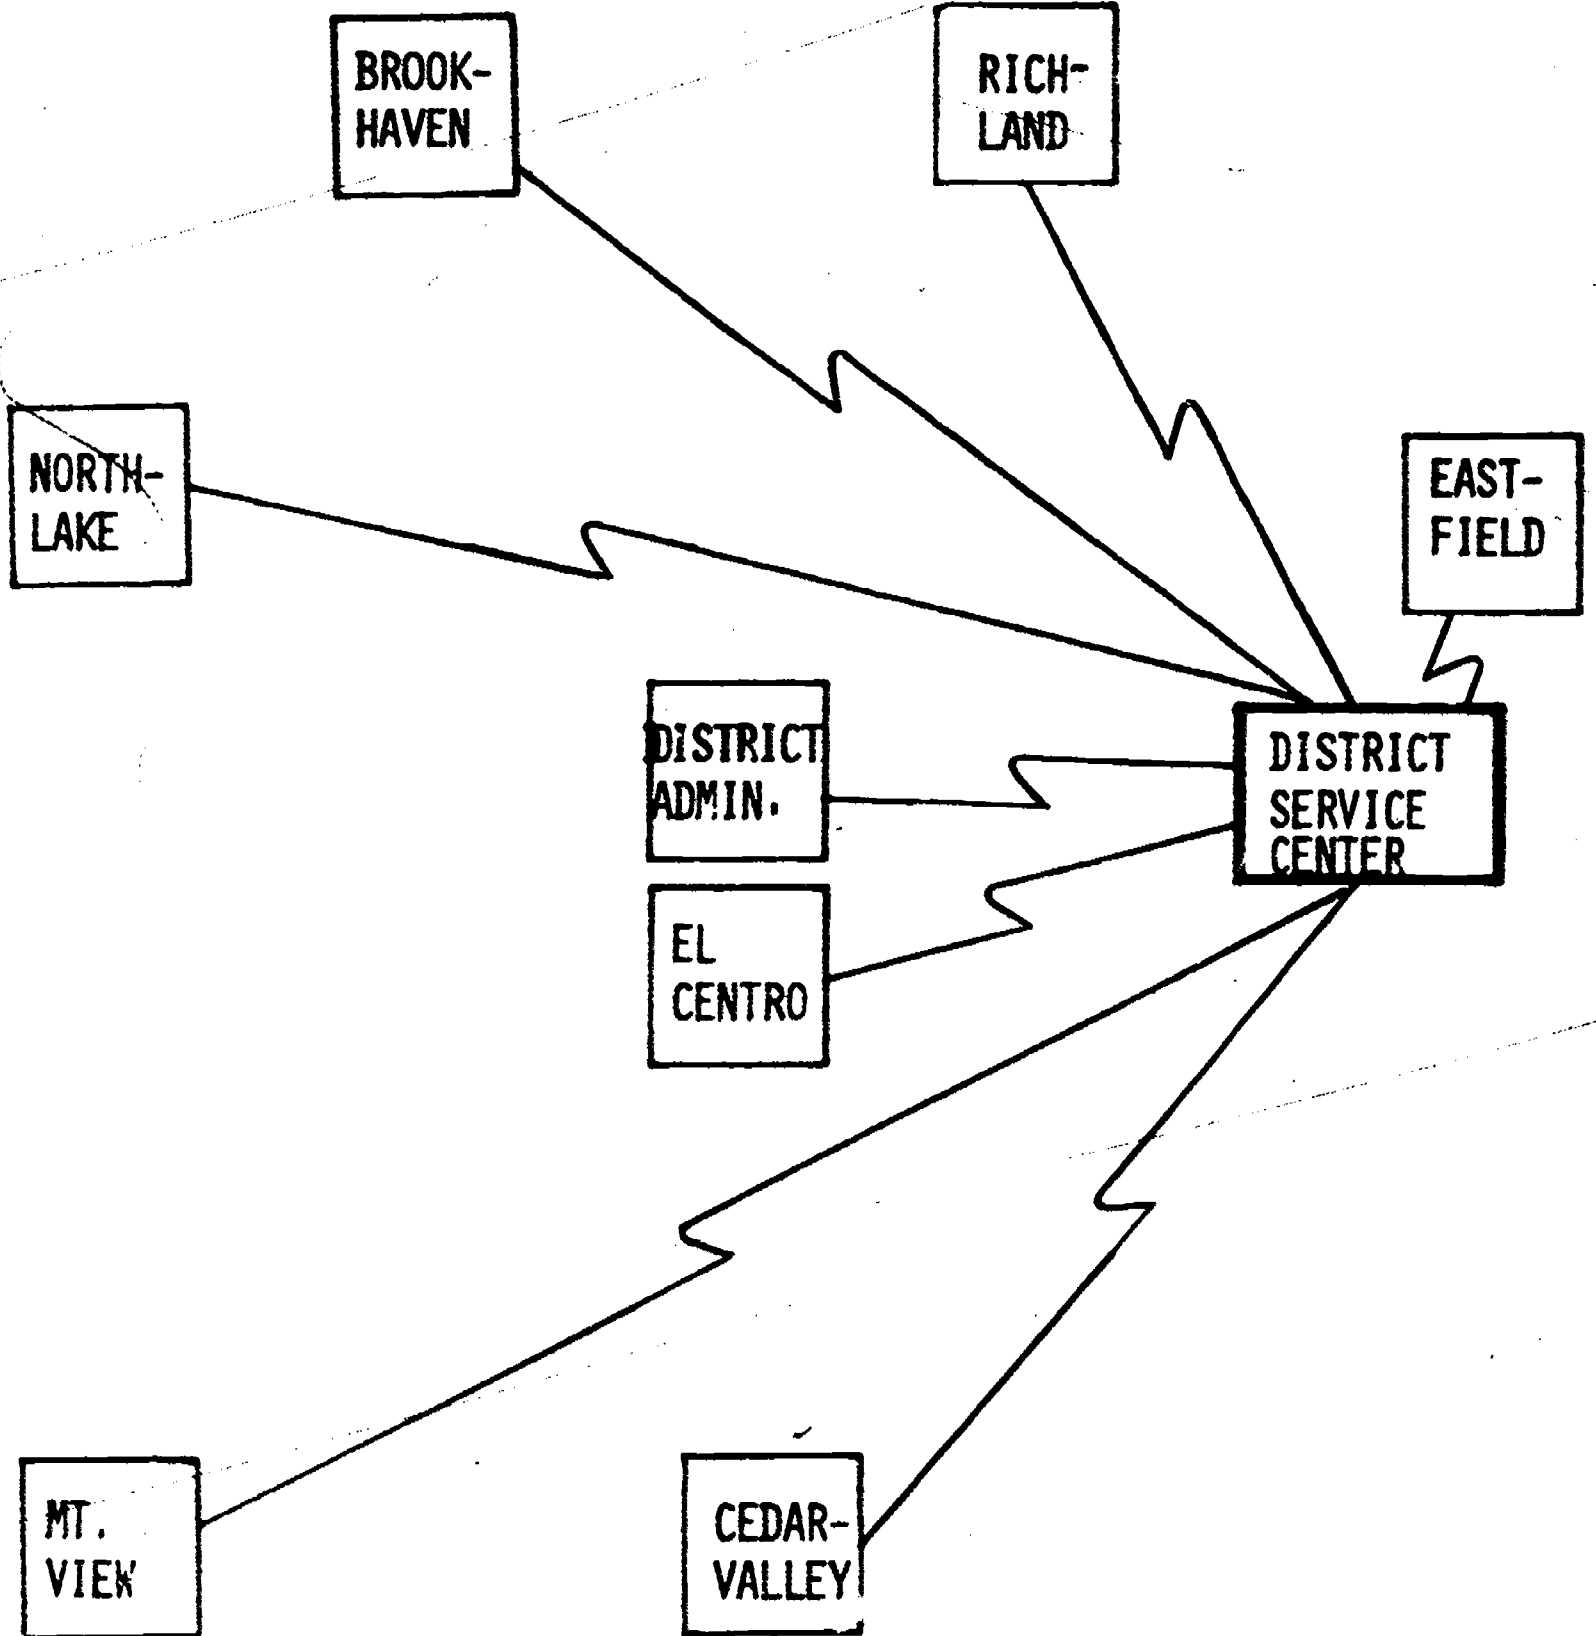 BROOK-
HAVEN
RICH-
LAND
NORTH-
LAKE
EAST-
FIELD
DISTRICT
ADMIN.
DISTRICT
SERVICE
CENTER
EL
CENTRO
MT.
VIEW
CEDAR-
VALLEY